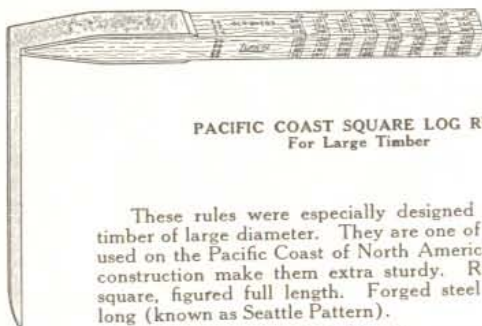 PACIFIC COAST SQUARE LOG R
For Large Timber
These rules were especially designed
timber of large diameter. They are one of
used on the Pacific Coast of North Americ
construction make them extra sturdy. R
square, figured full length. Forged steel
long (known as Seattle Pattern).